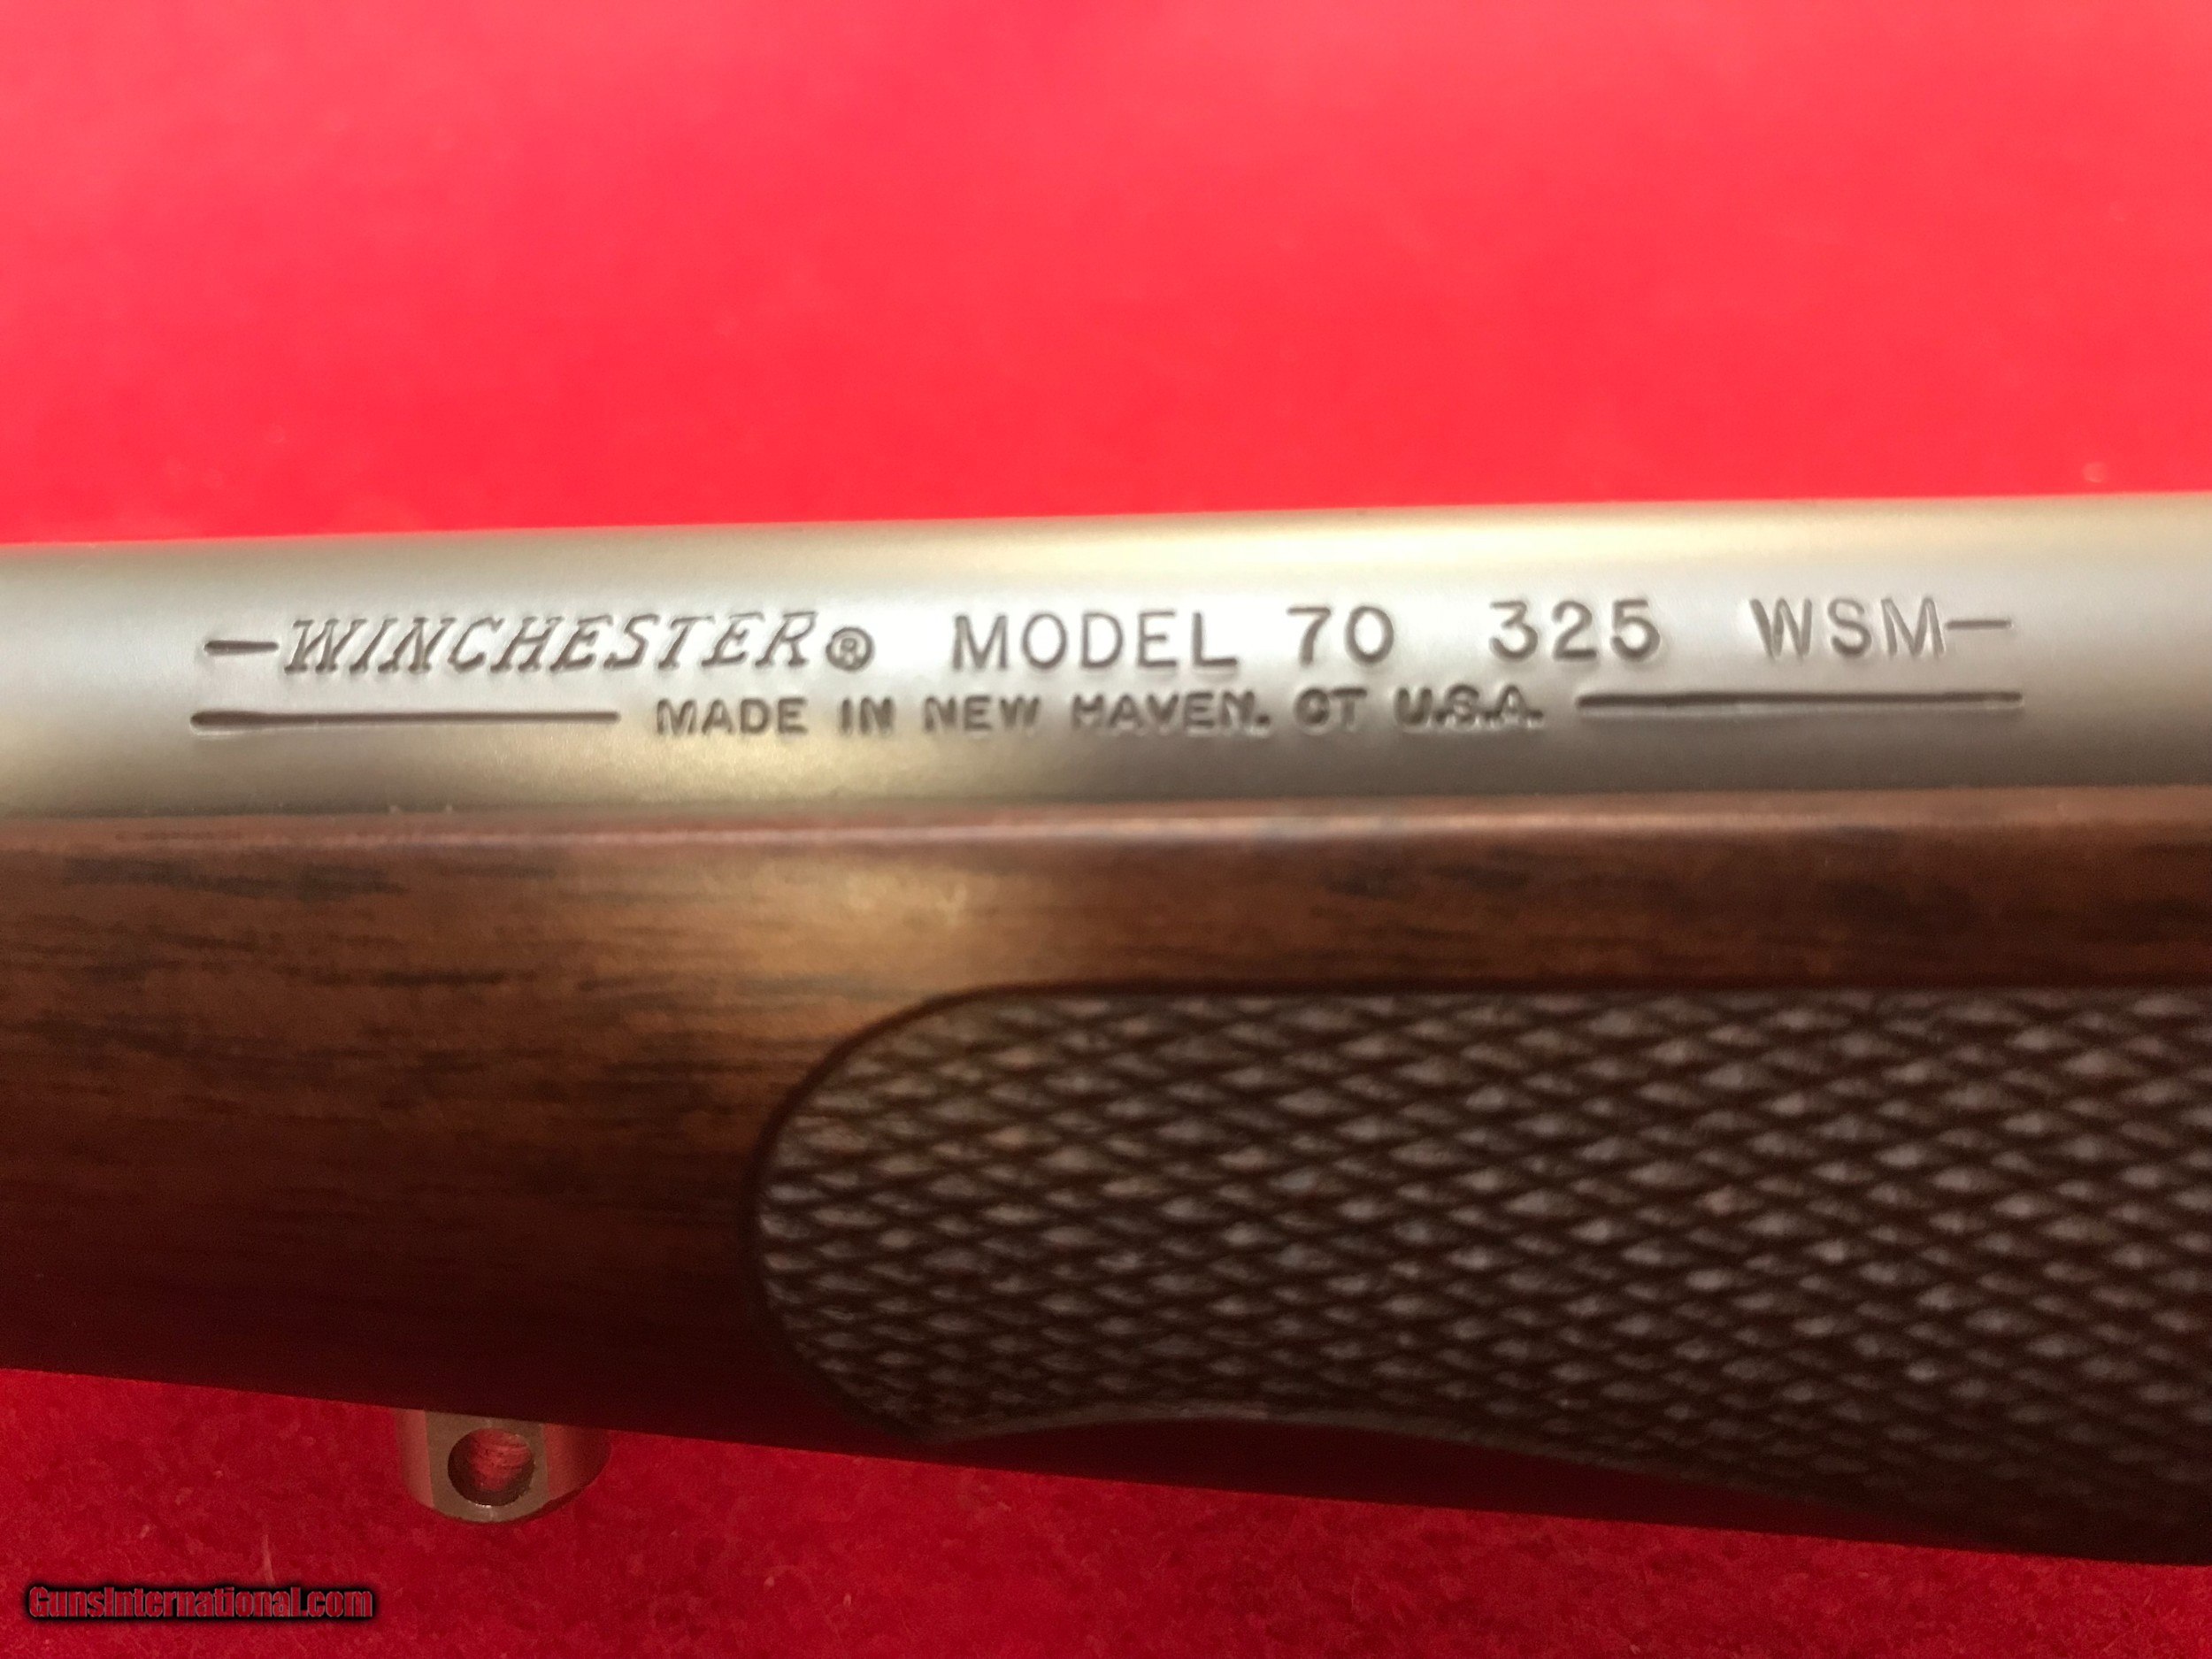 —WINCHESTER® MODEL 70 325 WSM—
MADE IN NEW HAVEN, CT U.S.A.
GunsInternational.com